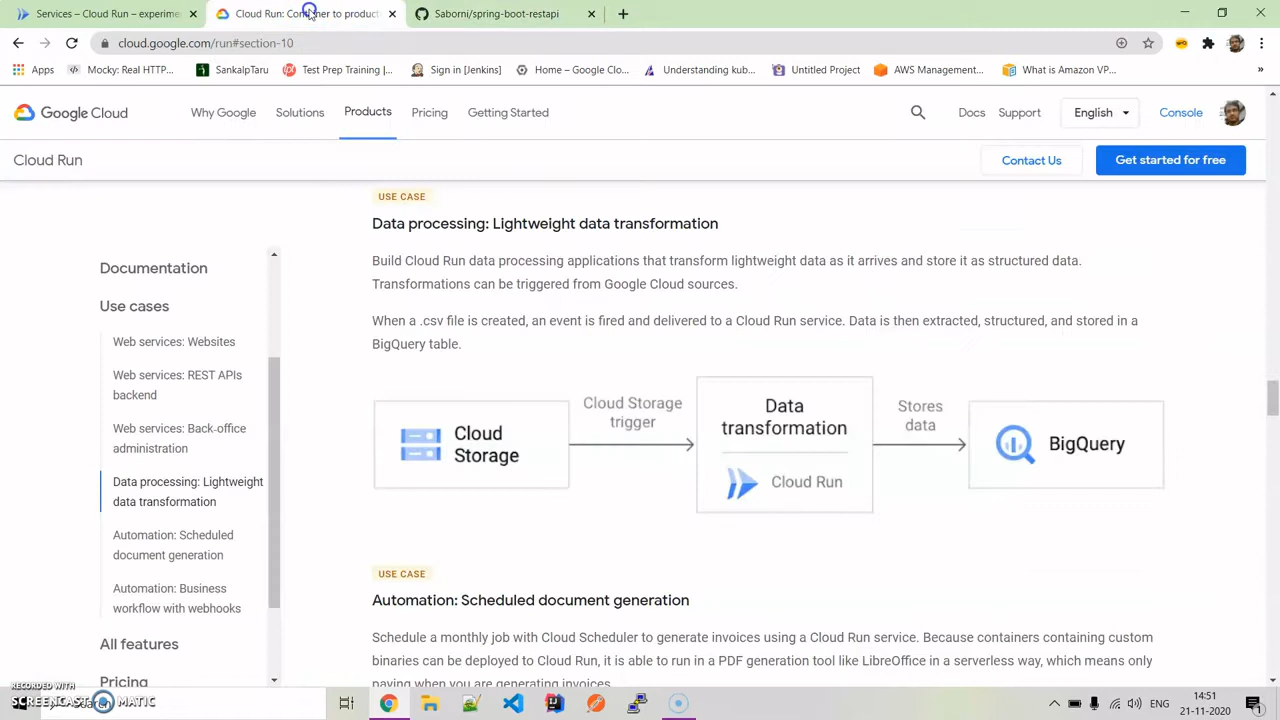 Services – experime
Cloud Run: Container to product
Saborni/spring-boot-restapi
cloud.google.com/run#section-10
Apps
Mocky: Real HTTP...
SankalpTaru
Test Prep Training |...
Sign in [Jenkins]
Home – Google Clo...
Understanding kub...
Untitled Project
AWS Management...
What is Amazon VP...
»
Google Cloud
Why Google
Solutions
Products
Pricing
Getting Started
Docs
Support
English
Console
Cloud Run
Contact Us
Get started for free
Documentation
Use cases
Web services: Websites
Web services: REST APIs
backend
Web services: Back-office
administration
Data processing: Lightweight
data transformation
Automation: Scheduled
document generation
Automation: Business
workflow with webhooks
All features
Pricing
USE CASE
Data processing: Lightweight data transformation
Build Cloud Run data processing applications that transform lightweight data as it arrives and store it as structured data.
Transformations can be triggered from Google Cloud sources.
When a .csv file is created, an event is fired and delivered to a Cloud Run service. Data is then extracted, structured, and stored in a
BigQuery table.
Cloud
Storage
Cloud Storage
trigger
Data
transformation
Cloud Run
Stores
data
BigQuery
USE CASE
Automation: Scheduled document generation
Schedule a monthly job with Cloud Scheduler to generate invoices using a Cloud Run service. Because containers containing custom
binaries can be deployed to Cloud Run, it is able to run in a PDF generation tool like LibreOffice in a serverless way, which means only
paying when you are generating invoices.
RECORDED WITH
SCREENCAST MATIC
ENG
14:51
21-11-2020
1